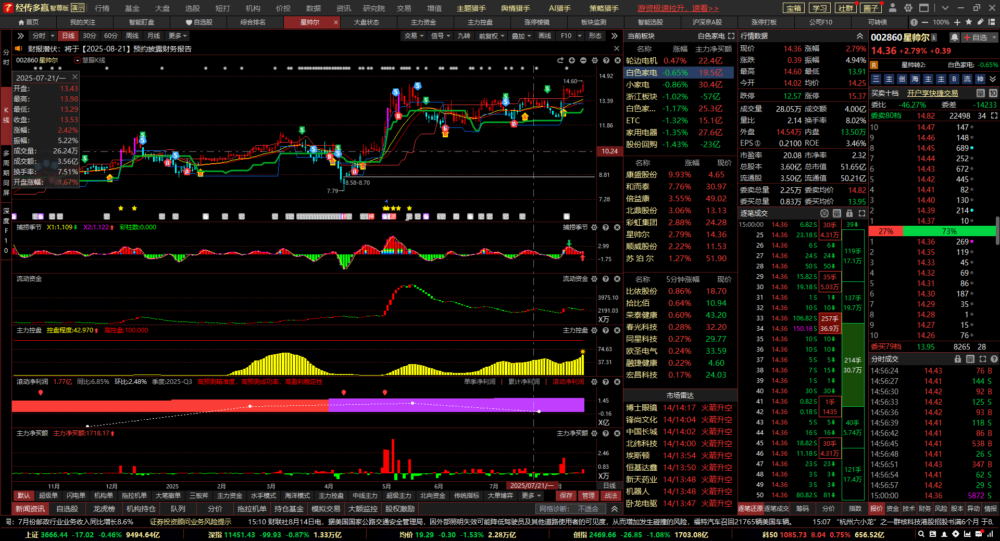 经传多赢 智尊版 演示 行情 基金 大盘 选股 短打 机构 价投 数据 资讯 研究院 交易 增值 主题猎手 舆情猎手 AI猎手 策略猎手 游资极速拉升，速看>> 宝箱 学习 社群 圈子
首页 我的关注 智能盯盘 自选股 综合排名 星帅尔 大盘状态 主力资金 主力控盘 涨停棱镜 板块监测 智能选股 沪深京A股 涨停打板 公司F10 可转债 100%
分时 日线 30分 60分 周线 月线 更多 交易 信号 九转 前复权 叠加 画线 F10 形态
财报潜伏：将于【2025-08-21】预约披露财务报告
002860 星帅尔 慧眼K线
分时
K线
多周期同屏
深度F10
2025-07-21/一
开盘: 13.43
最高: 13.98
最低: 13.29
收盘: 13.53
涨幅: 2.42%
振幅: 5.22%
成交量: 26.24万
成交额: 3.56亿
换手率: 7.51%
开盘涨幅: 1.67%
14.60
14.92
13.39
11.86
10.24
8.81
7.28
8.58-8.70
7.79
捕捞季节 X1:1.109 X2:1.122 彩柱数:0.000 捕捞季节
2.99
-1.75
流动资金 流动资金
3975.10
2191.03
X万
主力控盘 控盘程度:42.970 高控盘:100.000 主力控盘
74.63
37.31
滚动净利润 1.77亿 同比:6.85% 环比:2.48% 季度:2025-Q3 高预测精准度，高预测成功率，高盈利稳定性 单季净利润 累计净利润 滚动净利润
1.45
-0.16
X亿
主力净买额 主力净买额:1718.17 主力净买额
2.46
0.83
X万
11月 12月 2025 2月 3月 4月 5月 6月 7月 2025/07/21/一 月 日线
默认 超级单 闪电单 机构单 拖拉机单 大笔撤单 三板斧 主力资金 水手模式 海洋模式 主力控盘 中线主力 超级主力 北向资金 传统指标 大单博弈 更多 保存 管理 战法
新闻资讯 自选股 龙虎榜 机构持仓 队列 分价 拖拉机单 持仓基金 模拟交易 大额监控 股权激励 网格诊断: 不适合
当前板块 白色家电
名称 涨幅 主力净买额
轮边电机 0.47% 22.4亿
白色家电 -0.65% 19.5亿
小家电 -0.86% 30.4亿
浙江板块 -1.02% -57亿
白色家... -1.17% 25.3亿
ETC -1.32% 15.1亿
家用电器 -1.35% 27.6亿
股份回购 -1.43% -23亿
名称 涨幅 现价
康盛股份 9.93% 4.65
和而泰 7.76% 30.97
倍益康 3.55% 49.02
北鼎股份 3.06% 13.13
彩虹集团 2.88% 24.28
星帅尔 2.79% 14.36
顺威股份 2.22% 11.53
苏泊尔 1.27% 51.90
名称 5分钟涨幅 现价
比依股份 0.86% 18.70
拾比佰 0.64% 10.94
荣泰健康 0.60% 43.20
春光科技 0.28% 32.20
同星科技 0.27% 29.77
欧圣电气 0.24% 33.59
融捷健康 0.22% 4.60
宏昌科技 0.17% 24.03
市场雷达
博士眼镜 14/14:17 火箭升空
锋尚文化 14/14:04 火箭升空
中国长城 14/14:02 火箭升空
北纬科技 14/14:00 火箭升空
埃斯顿 14/13:54 火箭升空
恒基达鑫 14/13:50 火箭升空
新天药业 14/13:48 火箭升空
机器人 14/13:48 火箭升空
卧龙电驱 14/13:47 火箭升空
行情数据
现价 14.36 涨幅 2.79%
涨跌 0.39 振幅 4.94%
最高 14.60 最低 13.91
今开 14.02 均价 14.25
跌停 12.57 涨停 15.37
成交量 28.05万 成交额 4.00亿
量比 2.14 换手率 8.02%
外盘 14.54万 内盘 13.50万
EPS① 0.2100 ROE 3.46%
市盈率 20.08 市净率 2.32
总股本 3.60亿 总市值 51.65亿
流通股 3.50亿 流通值 50.21亿
委卖总量 2.25万 委卖均价 14.82
委买总量 0.83万 委买均价 13.95
逐笔成交 单 量
15:00:00 14.36 6.82 S 30手 39
25 14.36 23.18 S 4.31万
26 14.36 6 S 6
27 14.36 24 S 24
28 14.36 50 S 50
29 14.36 15.82 S 35手
30 14.36 19.18 S 5.03万
31 14.36 1 S 1
32 14.36 10 S 10
33 14.36 106.82 S 257手
34 14.36 150.18 S 36.9万
35 14.36 10 S 10
36 14.36 10 S 10
37 14.36 5 S 5
38 14.36 7 S 15
39 14.36 1 S 1
40 14.36 30 S 30
41 14.36 0.82 S 1手
42 14.36 0.18 S 1435
43 14.36 5 S 5
44 14.36 16 S 16
45 14.36 18.82 S 30手
46 14.36 11.18 S 4.31万
47 14.36 23 S 23
48 14.36 3 S 3
49 14.36 3 S 3
50 14.36 80.82 S 81
119手
17.1万
137手
19.7万
214手
30.7万
40手
5.74万
121手
17.4万
逐笔还原 逐笔成交 筹码 分价 指数
002860 星帅尔 自选
14.36 +2.79% +0.39
R 星帅转2: 白色家电: -0.65%
三 主 创 海 主 主 B 流 神
买卖十档 开户享快捷交易 量 10
委比 -46.27% 委差 -14233
委卖80档 14.82 22498 34
10 14.47 147
9 14.46 148
8 14.45 689
7 14.44 252
6 14.43 672
5 14.42 445
4 14.41 82
3 14.40 130
2 14.39 214
1 14.37 10
27% 73%
1 14.36 269
2 14.35 119
3 14.33 45
4 14.32 69
5 14.31 86
6 14.30 187
7 14.29 35
8 14.28 1
9 14.27 15
10 14.26 76
委买79档 13.95 8265 28
分时成交 量
14:56:24 14.43 76 B
14:56:27 14.41 144 S
14:56:30 14.42 92 B
14:56:33 14.42 125 S
14:56:36 14.42 93 B
14:56:39 14.41 118 S
14:56:42 14.41 86 B
14:56:45 14.41 538 B
14:56:48 14.41 26 S
14:56:51 14.43 347 B
14:56:54 14.41 62 S
14:56:57 14.42 29 S
15:00:00 14.36 5872 S
报价 资金 技术 财务 风险 股本 异动 情报
号：7月份邮政行业业务收入同比增长8.6% 证券投资顾问业务风险提示 15:10 财联社8月14日电，据美国国家公路交通安全管理局，因外部照明失效可能降低驾驶员及其他道路使用者的可见度，从而增加发生碰撞的风险，福特汽车召回21765辆美国车辆。 15:07 “杭州六小龙”之一群核科技港股招股书满6个月 于8,
上证 3666.44 -17.02 -0.46% 9494.64亿 深指 11451.43 -99.93 -0.87% 1.33万亿 均价 19.29 -0.30 -1.53% 2.28万亿 创指 2469.66 -26.85 -1.08% 1703.08亿 科50 1085.73 8.04 0.75% 656.52亿